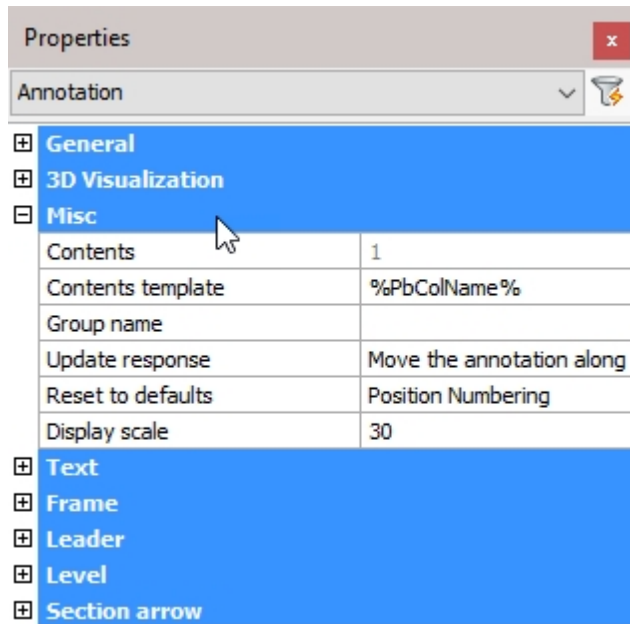 Properties
x
Annotation
General
3D Visualization
Misc
Contents 1
Contents template %PbColName%
Group name
Update response Move the annotation along
Reset to defaults Position Numbering
Display scale 30
Text
Frame
Leader
Level
Section arrow